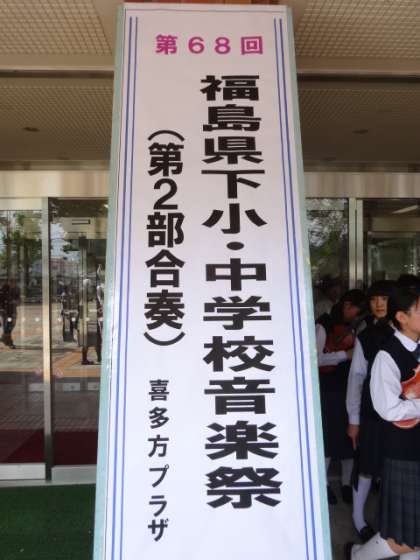 第68回
福島県下小・中学校音楽祭
(第2部合奏)
喜多方プラザ